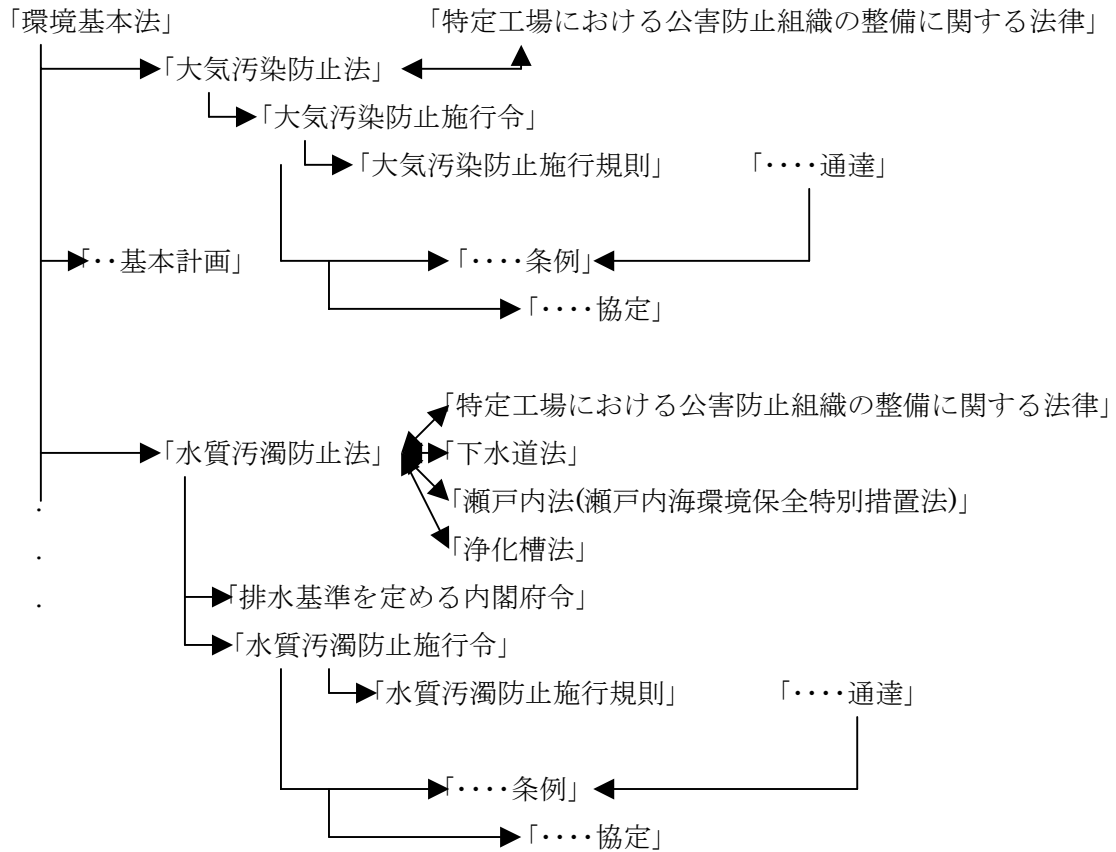 「環境基本法」 「特定工場における公害防止組織の整備に関する法律」
「大気汚染防止法」
「大気汚染防止施行令」
「大気汚染防止施行規則」 「‥‥通達」
「‥基本計画」 「‥‥条例」
「‥‥協定」
「特定工場における公害防止組織の整備に関する法律」
「水質汚濁防止法」 「下水道法」
「瀬戸内法(瀬戸内海環境保全特別措置法)」
.
.
「浄化槽法」
.
「排水基準を定める内閣府令」
「水質汚濁防止施行令」
「水質汚濁防止施行規則」 「‥‥通達」
「‥‥条例」
「‥‥協定」